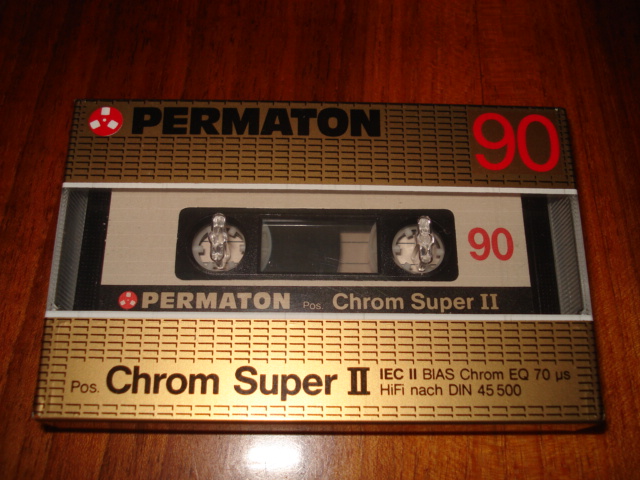 PERMATON
90
90
PERMATON Pos. Chrom Super II
Pos. Chrom Super II
IEC II BIAS Chrom EQ 70 µs
HiFi nach DIN 45 500